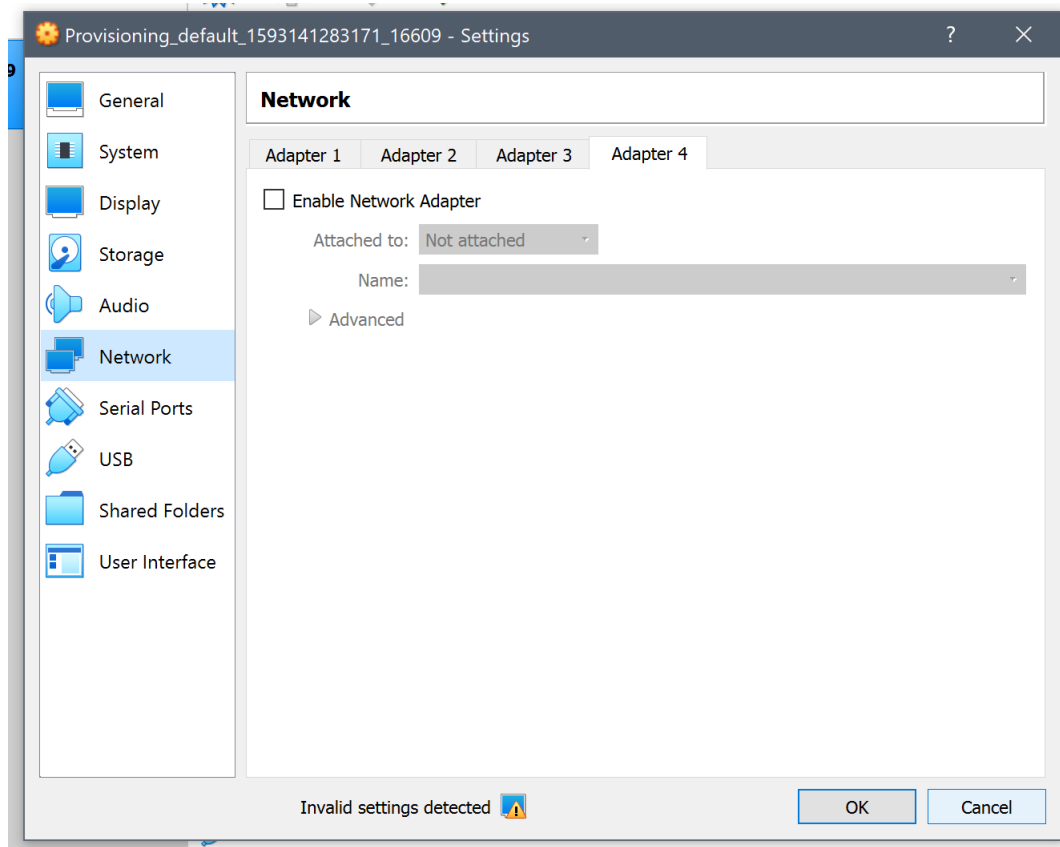 Provisioning_default_1593141283171_16609 - Settings ? ×
9
General
System
Display
Storage
Audio
Network
Serial Ports
USB
Shared Folders
User Interface
Network
Adapter 1 Adapter 2 Adapter 3 Adapter 4
Enable Network Adapter
Attached to: Not attached
Name:
Advanced
Invalid settings detected
OK Cancel